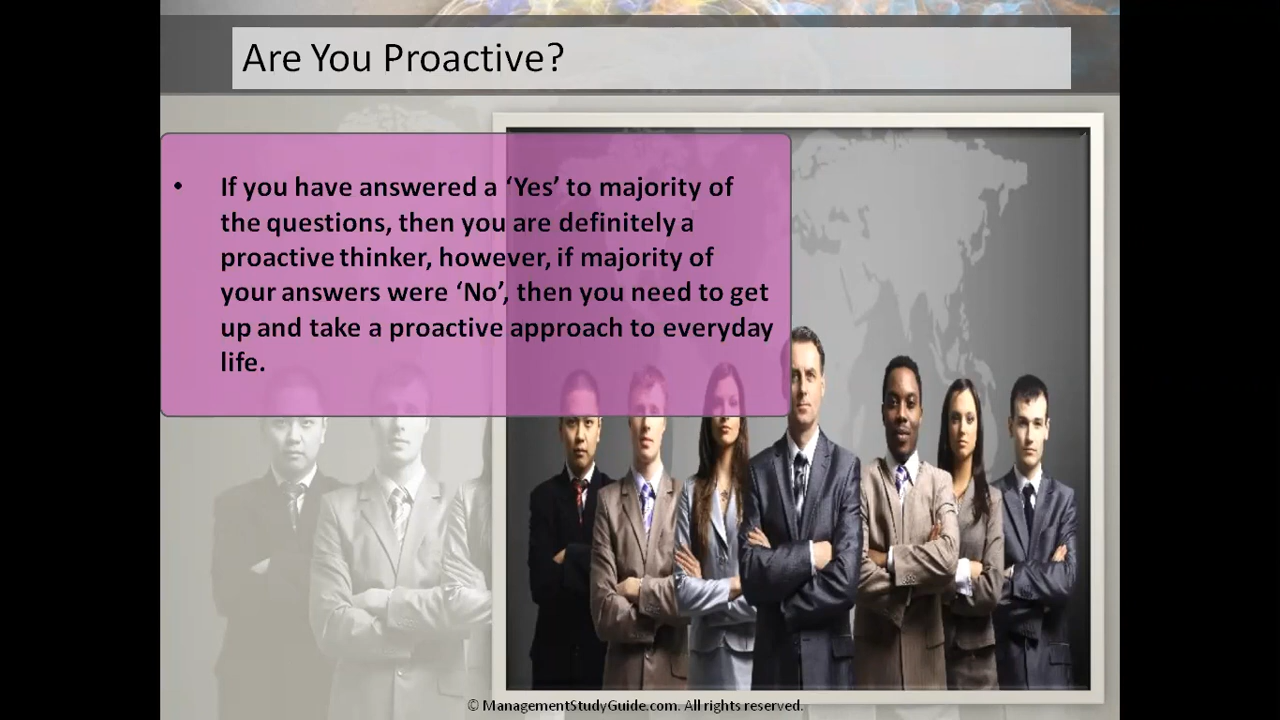 Are You Proactive?
• If you have answered a ‘Yes’ to majority of
the questions, then you are definitely a
proactive thinker, however, if majority of
your answers were ‘No’, then you need to get
up and take a proactive approach to everyday
life.
© ManagementStudyGuide.com. All rights reserved.